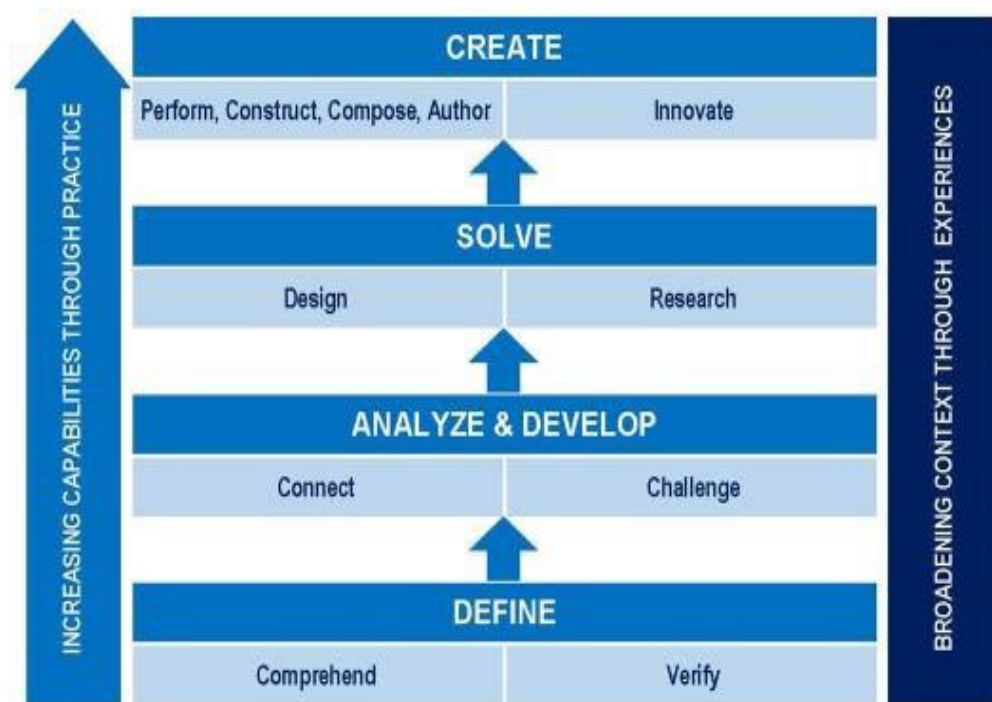 INCREASING CAPABILITIES THROUGH PRACTICE
CREATE
Perform, Construct, Compose, Author
Innovate
SOLVE
Design
Research
ANALYZE & DEVELOP
Connect
Challenge
DEFINE
Comprehend
Verify
BROADENING CONTEXT THROUGH EXPERIENCES